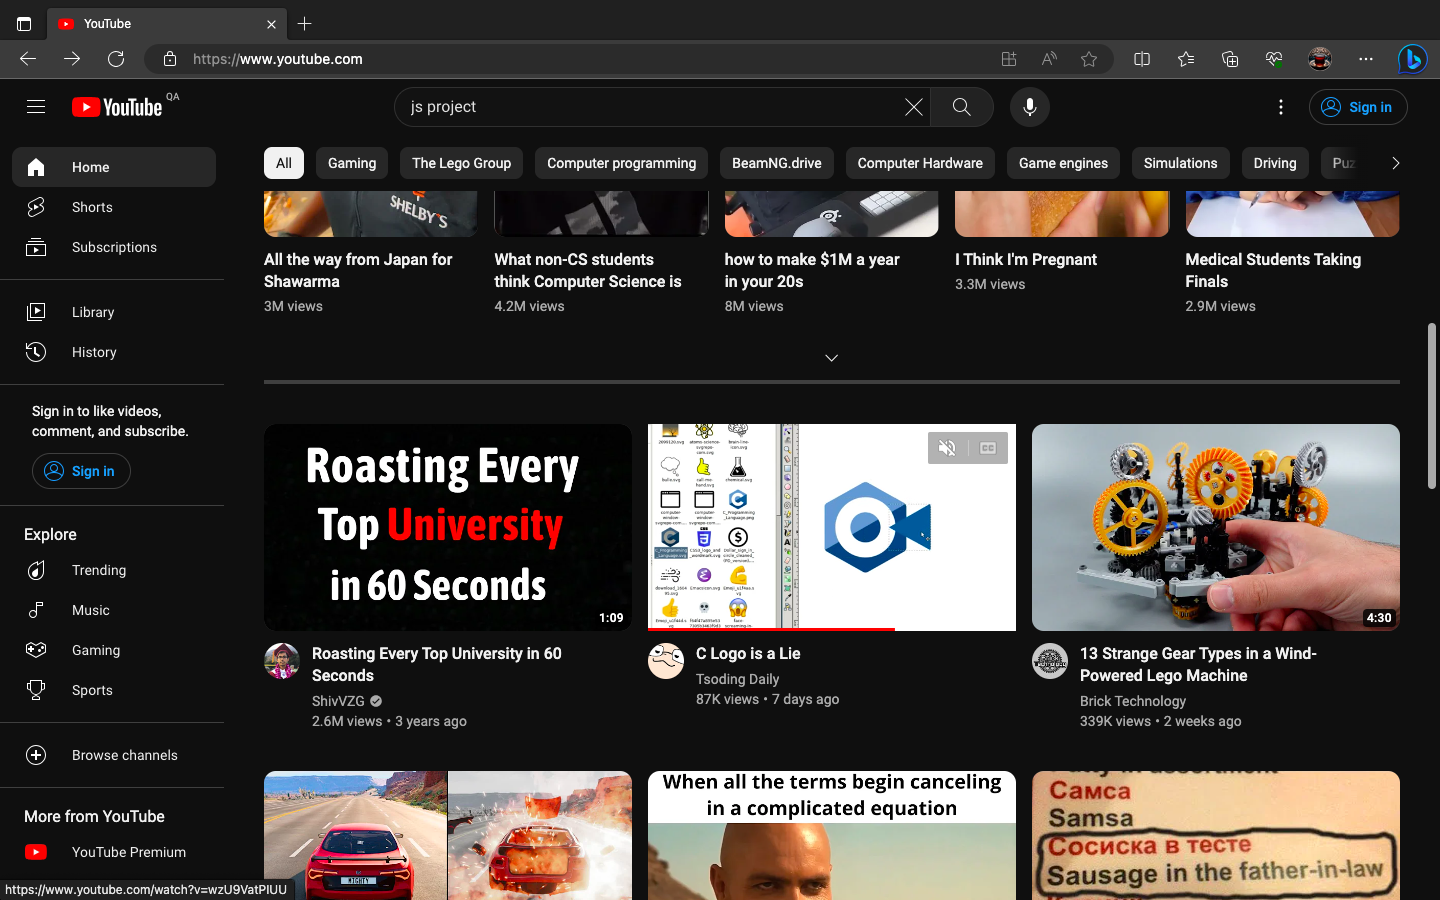 YouTube
https://www.youtube.com
YouTube QA
js project
Sign in
Home
Shorts
Subscriptions
Library
History
Sign in to like videos,
comment, and subscribe.
Sign in
Explore
Trending
Music
Gaming
Sports
Browse channels
More from YouTube
YouTube Premium
https://www.youtube.com/watch?v=wzU9VatPIUU
All
Gaming
The Lego Group
Computer programming
BeamNG.drive
Computer Hardware
Game engines
Simulations
Driving
SHELBY'S
All the way from Japan for
Shawarma
3M views
What non-CS students
think Computer Science is
4.2M views
how to make $1M a year
in your 20s
8M views
I Think I'm Pregnant
3.3M views
Medical Students Taking
Finals
2.9M views
Roasting Every
Top University
in 60 Seconds
1:09
Roasting Every Top University in 60
Seconds
ShivVZG
2.6M views • 3 years ago
CC
C Logo is a Lie
Tsoding Daily
87K views • 7 days ago
4:30
13 Strange Gear Types in a Wind-
Powered Lego Machine
Brick Technology
339K views • 2 weeks ago
When all the terms begin canceling
in a complicated equation
Самса
Samsa
Сосиска в тесте
Sausage in the father-in-law